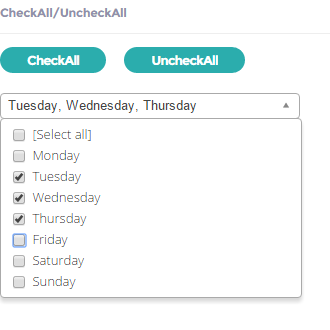 CheckAll/UncheckAll
CheckAll UncheckAll
Tuesday, Wednesday, Thursday
[Select all]
Monday
Tuesday
Wednesday
Thursday
Friday
Saturday
Sunday